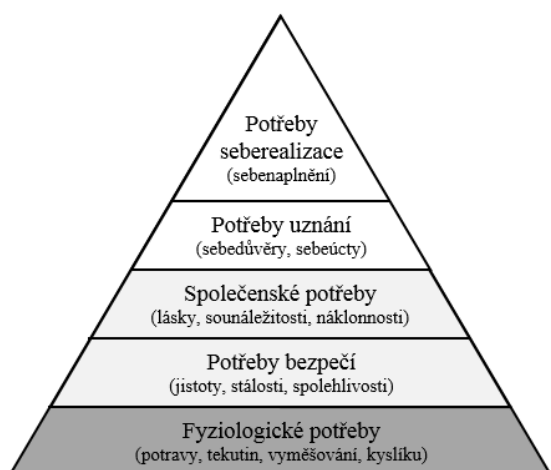 Potřeby
seberealizace
(sebenaplnění)
Potřeby uznání
(sebedůvěry, sebeúcty)
Společenské potřeby
(lásky, sounáležitosti, náklonnosti)
Potřeby bezpečí
(jistoty, stálosti, spolehlivosti)
Fyziologické potřeby
(potravy, tekutin, vyměšování, kyslíku)